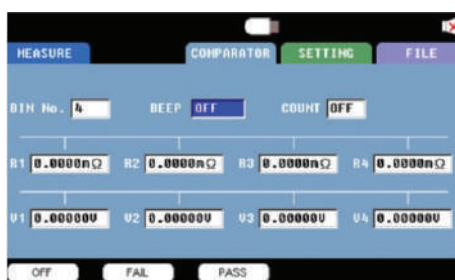 MEASURE COMPARATOR SETTING FILE
BIN No. 4 BEEP OFF COUNT OFF
R1 0.0000mΩ R2 0.0000mΩ R3 0.0000mΩ R4 0.0000mΩ
V1 0.00000V V2 0.00000V V3 0.00000V V4 0.00000V
OFF FAIL PASS